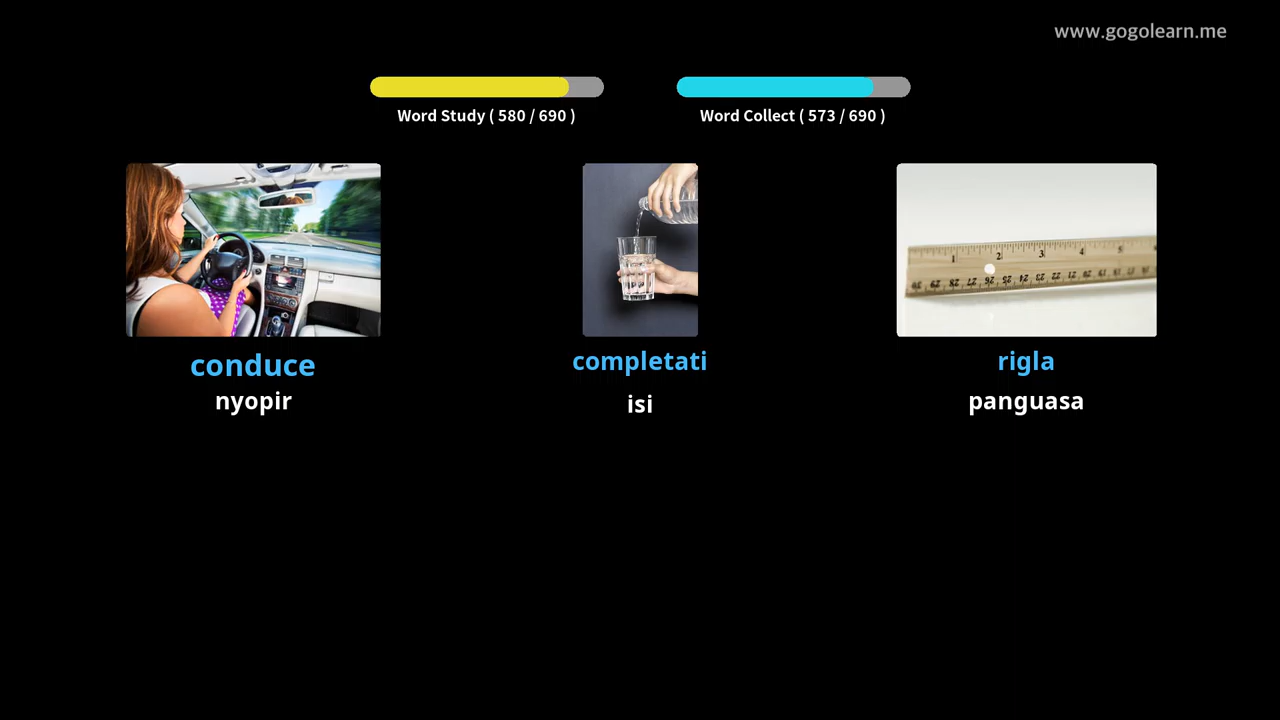 www.gogolearn.me
Word Study ( 580 / 690 )
Word Collect ( 573 / 690 )
conduce
nyopir
completati
isi
rigla
panguasa